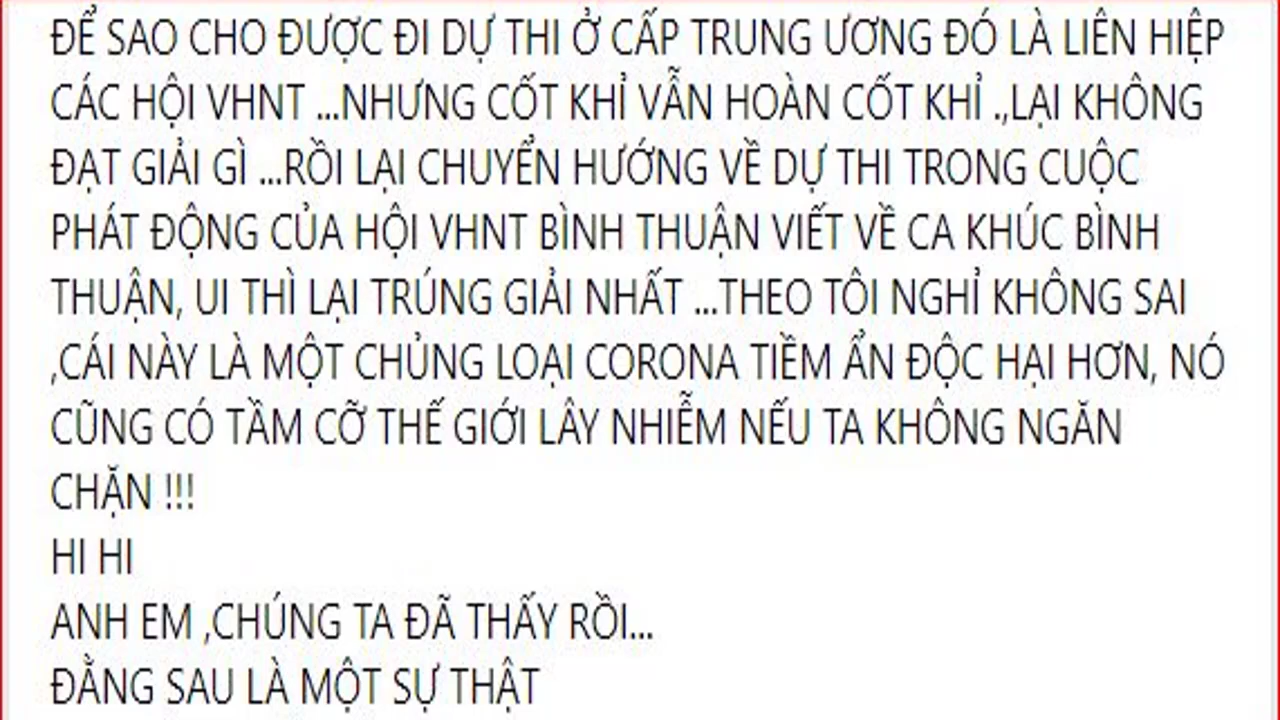 ĐỂ SAO CHO ĐƯỢC ĐI DỰ THI Ở CẤP TRUNG ƯƠNG ĐÓ LÀ LIÊN HIỆP
CÁC HỘI VHNT ...NHƯNG CỐT KHỈ VẪN HOÀN CỐT KHỈ .,LẠI KHÔNG
ĐẠT GIẢI GÌ ...RỒI LẠI CHUYỂN HƯỚNG VỀ DỰ THI TRONG CUỘC
PHÁT ĐỘNG CỦA HỘI VHNT BÌNH THUẬN VIẾT VỀ CA KHÚC BÌNH
THUẬN, UI THÌ LẠI TRÚNG GIẢI NHẤT ...THEO TÔI NGHỈ KHÔNG SAI
,CÁI NÀY LÀ MỘT CHỦNG LOẠI CORONA TIỀM ẨN ĐỘC HẠI HƠN, NÓ
CŨNG CÓ TẦM CỠ THẾ GIỚI LÂY NHIỄM NẾU TA KHÔNG NGĂN
CHẶN !!!
HI HI
ANH EM ,CHÚNG TA ĐÃ THẤY RỒI...
ĐẰNG SAU LÀ MỘT SỰ THẬT